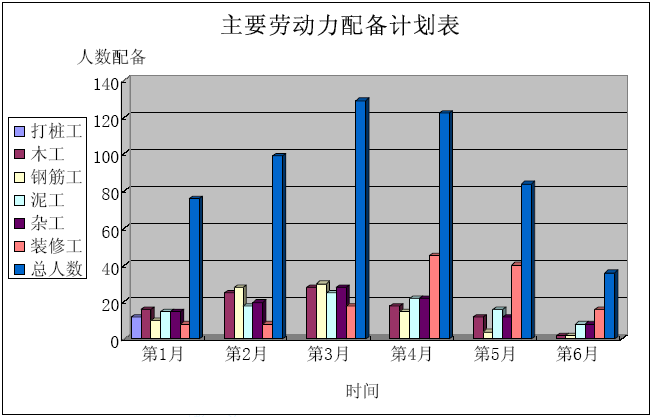 主要劳动力配备计划表
人数配备
140
120
100
80
60
40
20
0
打桩工
木工
钢筋工
泥工
杂工
装修工
总人数
第1月 第2月 第3月 第4月 第5月 第6月
时间